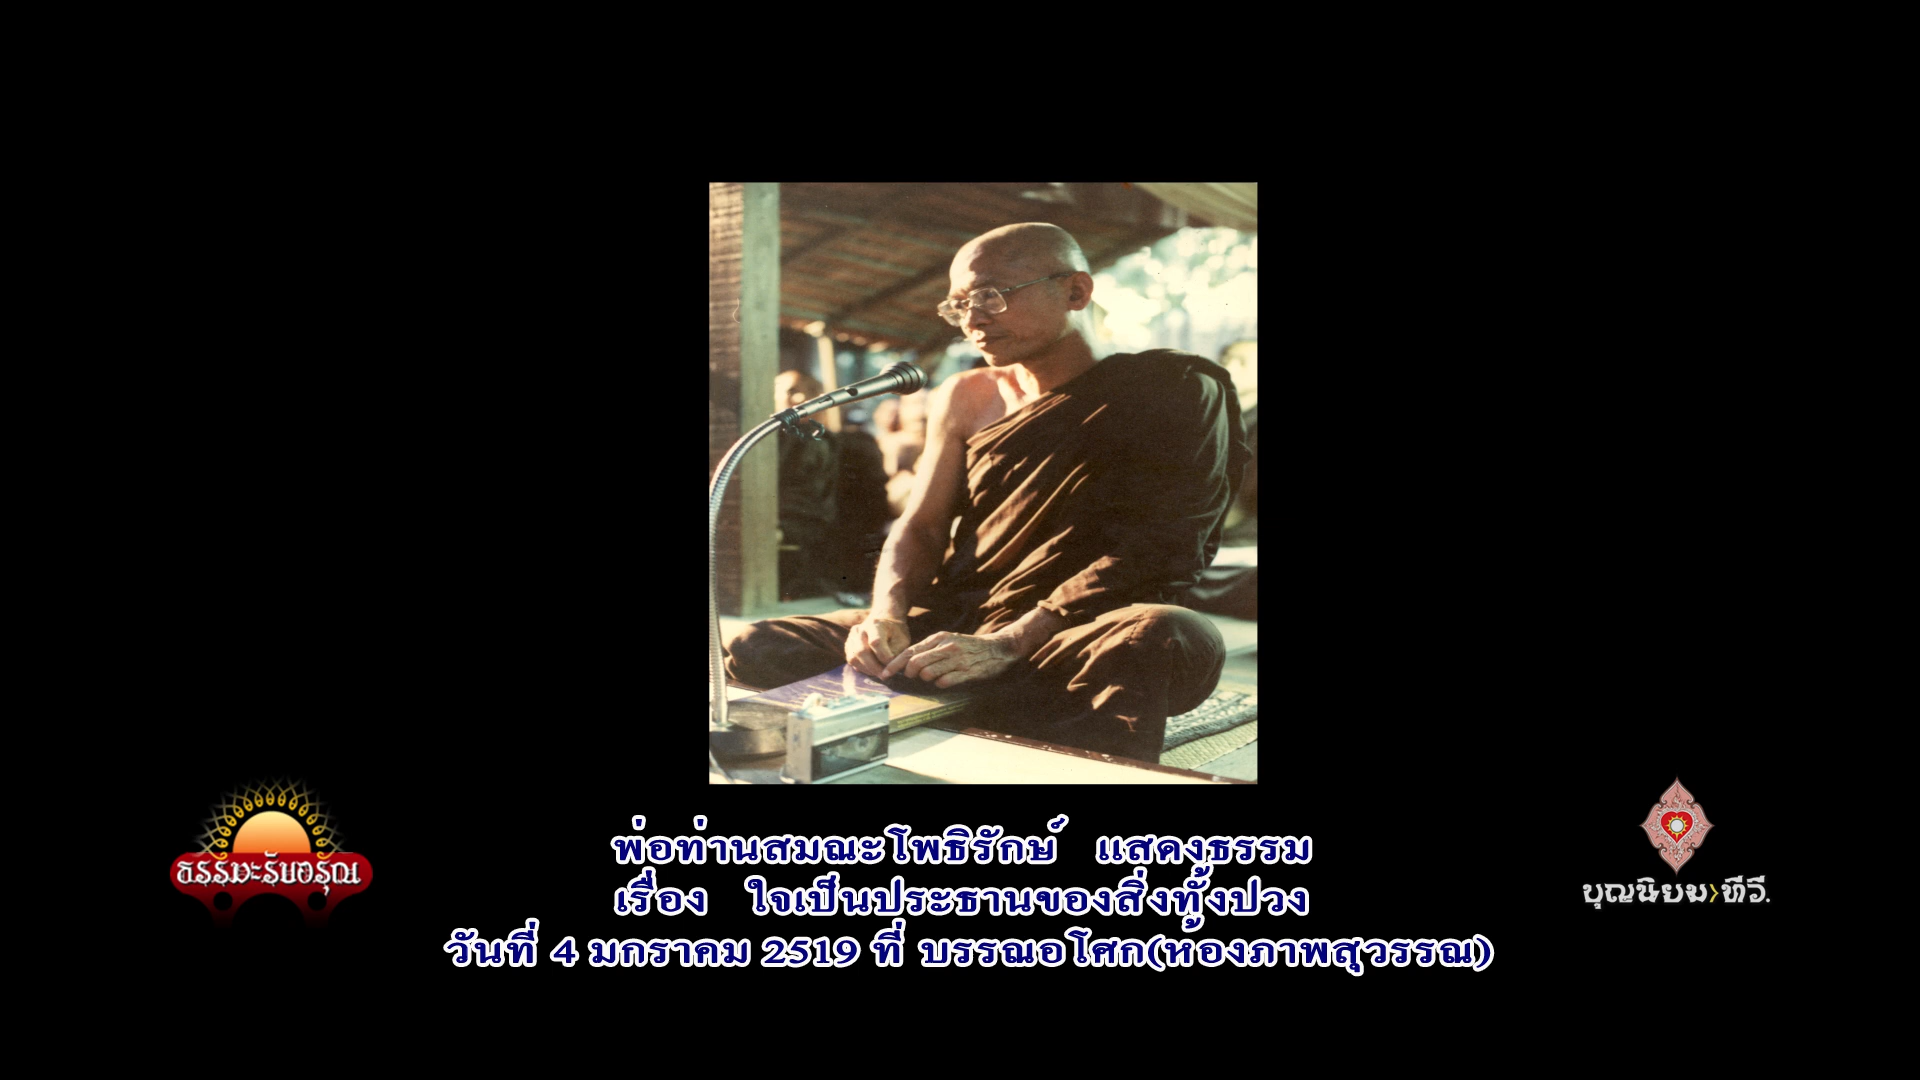 พ่อท่านสมณะโพธิรักษ์ แสดงธรรม
เรื่อง ใจเป็นประธานของสิ่งทั้งปวง
วันที่ 4 มกราคม 2519 ที่ บรรณอโศก(ห้องภาพสุวรรณ)
ธรรมะรับอรุณ
บุญนิยม>ทีวี.